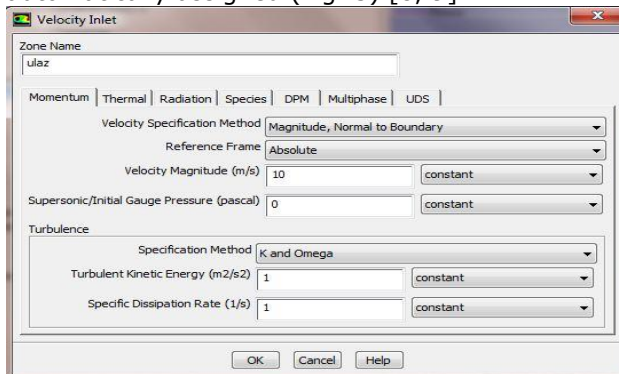 Velocity Inlet
Zone Name
ulaz
Momentum Thermal Radiation Species DPM Multiphase UDS
Velocity Specification Method Magnitude, Normal to Boundary
Reference Frame Absolute
Velocity Magnitude (m/s) 10 constant
Supersonic/Initial Gauge Pressure (pascal) 0 constant
Turbulence
Specification Method K and Omega
Turbulent Kinetic Energy (m2/s2) 1 constant
Specific Dissipation Rate (1/s) 1 constant
OK Cancel Help